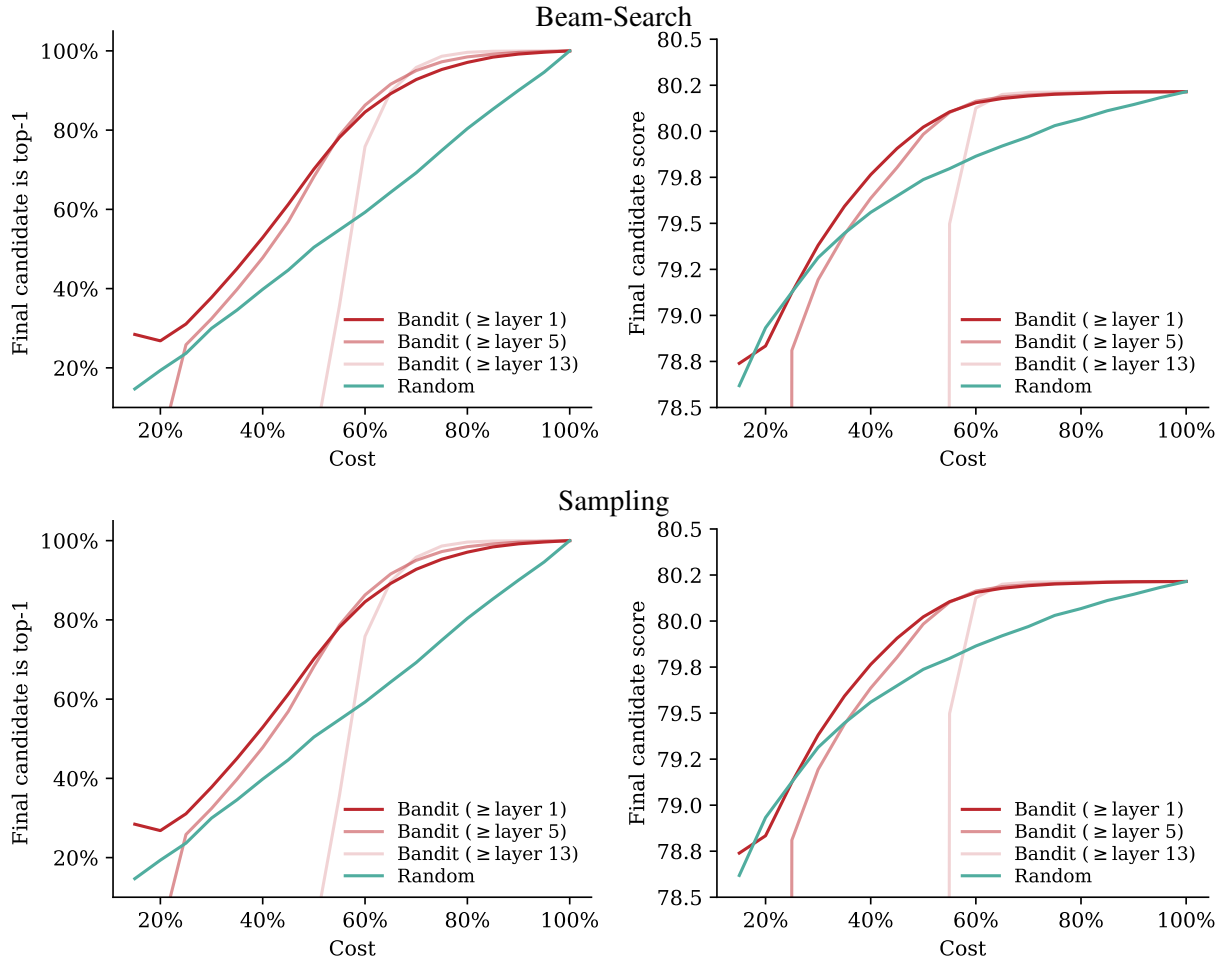 Beam-Search
Final candidate is top-1
100%
80%
60%
40%
20%
Bandit (≥layer 1)
Bandit (≥layer 5)
Bandit (≥layer 13)
Random
20% 40% 60% 80% 100%
Cost
Final candidate score
80.5
80.2
80.0
79.8
79.5
79.2
79.0
78.8
78.5
Bandit (≥layer 1)
Bandit (≥layer 5)
Bandit (≥layer 13)
Random
20% 40% 60% 80% 100%
Cost
Sampling
Final candidate is top-1
100%
80%
60%
40%
20%
Bandit (≥layer 1)
Bandit (≥layer 5)
Bandit (≥layer 13)
Random
20% 40% 60% 80% 100%
Cost
Final candidate score
80.5
80.2
80.0
79.8
79.5
79.2
79.0
78.8
78.5
Bandit (≥layer 1)
Bandit (≥layer 5)
Bandit (≥layer 13)
Random
20% 40% 60% 80% 100%
Cost